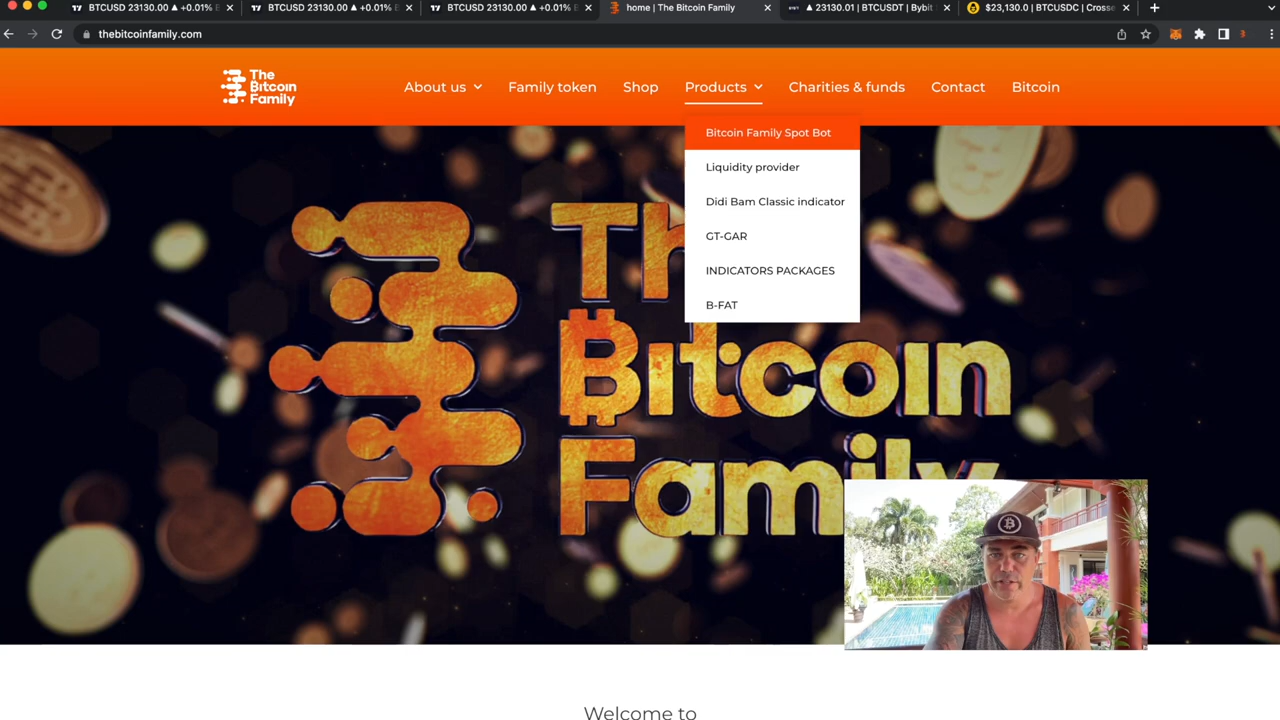 BTCUSD 23130.00 ▲ +0.01%
BTCUSD 23130.00 ▲ +0.01%
BTCUSD 23130.00 ▲ +0.01%
home | The Bitcoin Family
▲ 23130.01 | BTCUSDT | Bybit
$23,130.0 | BTCUSDC | Crosse
thebitcoinfamily.com
The
Bitcoin
Family
About us
Family token
Shop
Products
Charities & funds
Contact
Bitcoin
Bitcoin Family Spot Bot
Liquidity provider
Didi Bam Classic indicator
GT-GAR
INDICATORS PACKAGES
B-FAT
Th
Bitcoin
Family
Welcome to